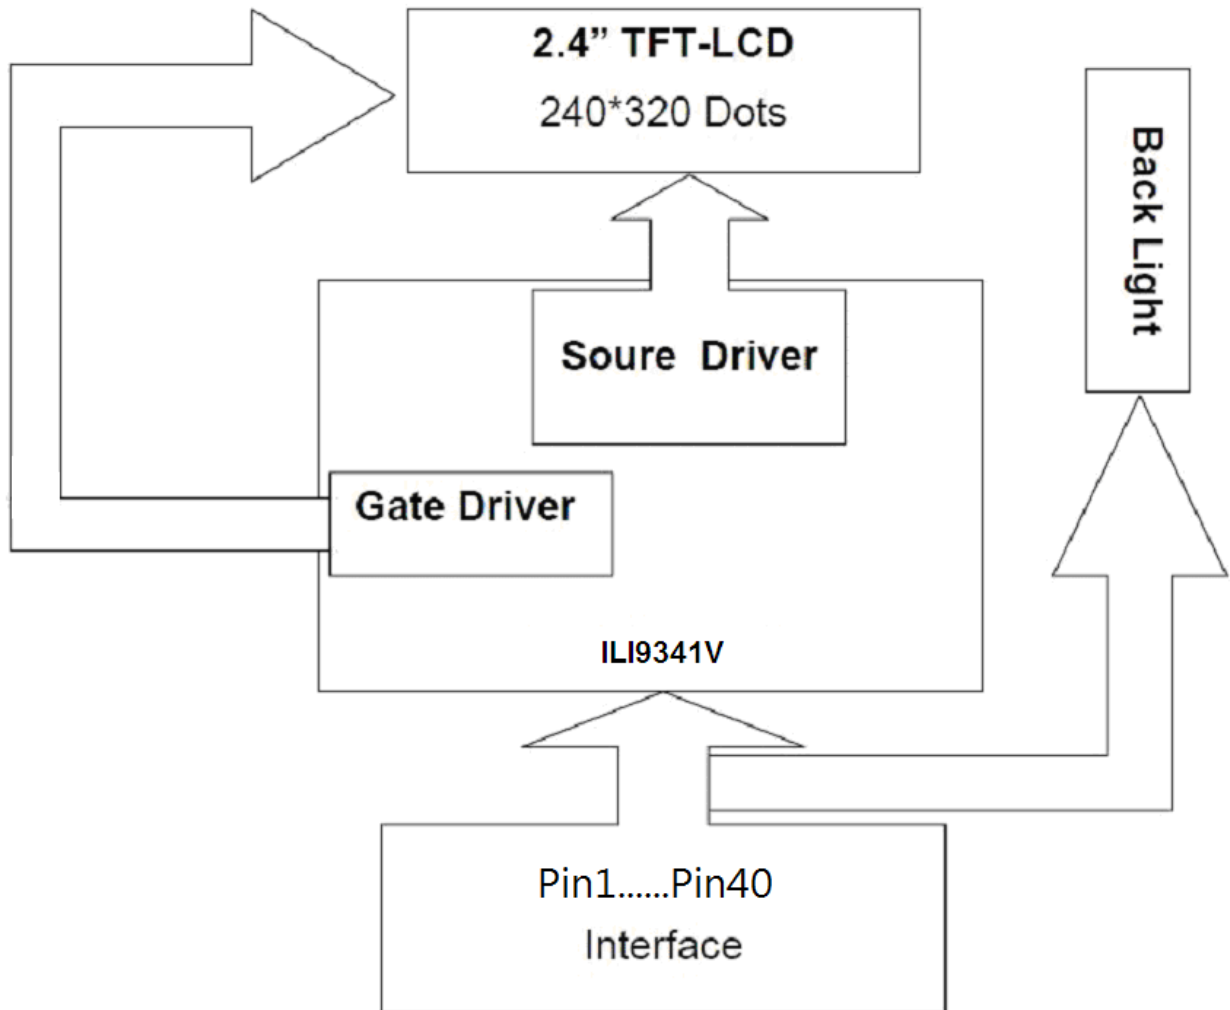 2.4” TFT-LCD
240*320 Dots
Back Light
Soure Driver
Gate Driver
ILI9341V
Pin1......Pin40
Interface